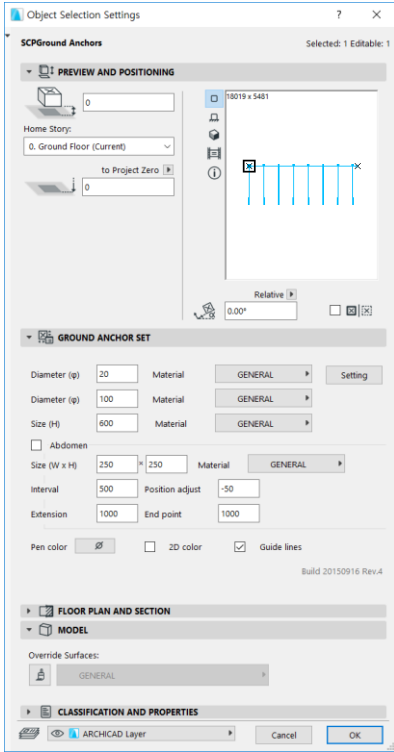 Object Selection Settings ? ×
SCPGround Anchors Selected: 1 Editable: 1
PREVIEW AND POSITIONING
0
18019 x 5481
Home Story:
0. Ground Floor (Current)
to Project Zero
0
Relative
0.00°
GROUND ANCHOR SET
Diameter (φ) 20 Material GENERAL Setting
Diameter (φ) 100 Material GENERAL
Size (H) 600 Material GENERAL
Abdomen
Size (W x H) 250 × 250 Material GENERAL
Interval 500 Position adjust -50
Extension 1000 End point 1000
Pen color Ø 2D color Guide lines
Build 20150916 Rev.4
FLOOR PLAN AND SECTION
MODEL
Override Surfaces:
GENERAL
CLASSIFICATION AND PROPERTIES
ARCHICAD Layer Cancel OK